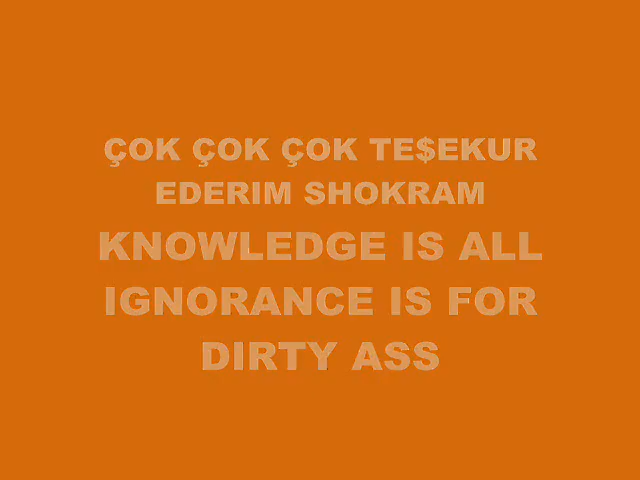 ÇOK ÇOK ÇOK TE$EKUR
EDERIM SHOKRAM
KNOWLEDGE IS ALL
IGNORANCE IS FOR
DIRTY ASS